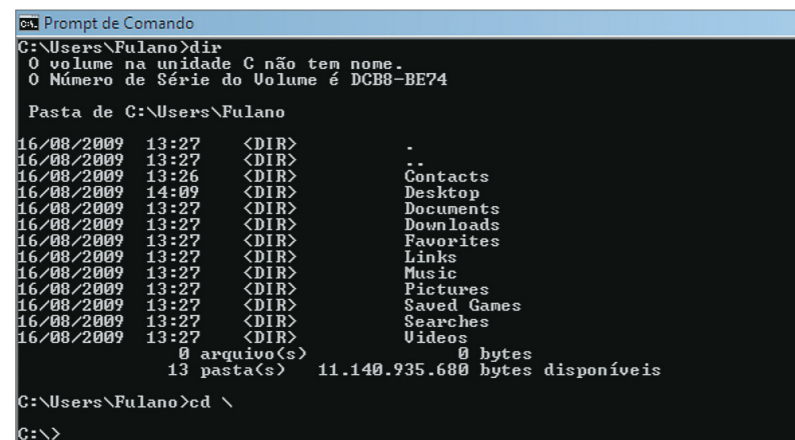 Prompt de Comando
C:\Users\Fulano>dir
O volume na unidade C não tem nome.
O Número de Série do Volume é DCB8-BE74
Pasta de C:\Users\Fulano
16/08/2009 13:27 <DIR> .
16/08/2009 13:27 <DIR> ..
16/08/2009 13:26 <DIR> Contacts
16/08/2009 14:09 <DIR> Desktop
16/08/2009 13:27 <DIR> Documents
16/08/2009 13:27 <DIR> Downloads
16/08/2009 13:27 <DIR> Favorites
16/08/2009 13:27 <DIR> Links
16/08/2009 13:27 <DIR> Music
16/08/2009 13:27 <DIR> Pictures
16/08/2009 13:27 <DIR> Saved Games
16/08/2009 13:27 <DIR> Searches
16/08/2009 13:27 <DIR> Videos
0 arquivo(s) 0 bytes
13 pasta(s) 11.140.935.680 bytes disponíveis
C:\Users\Fulano>cd \
C:\>